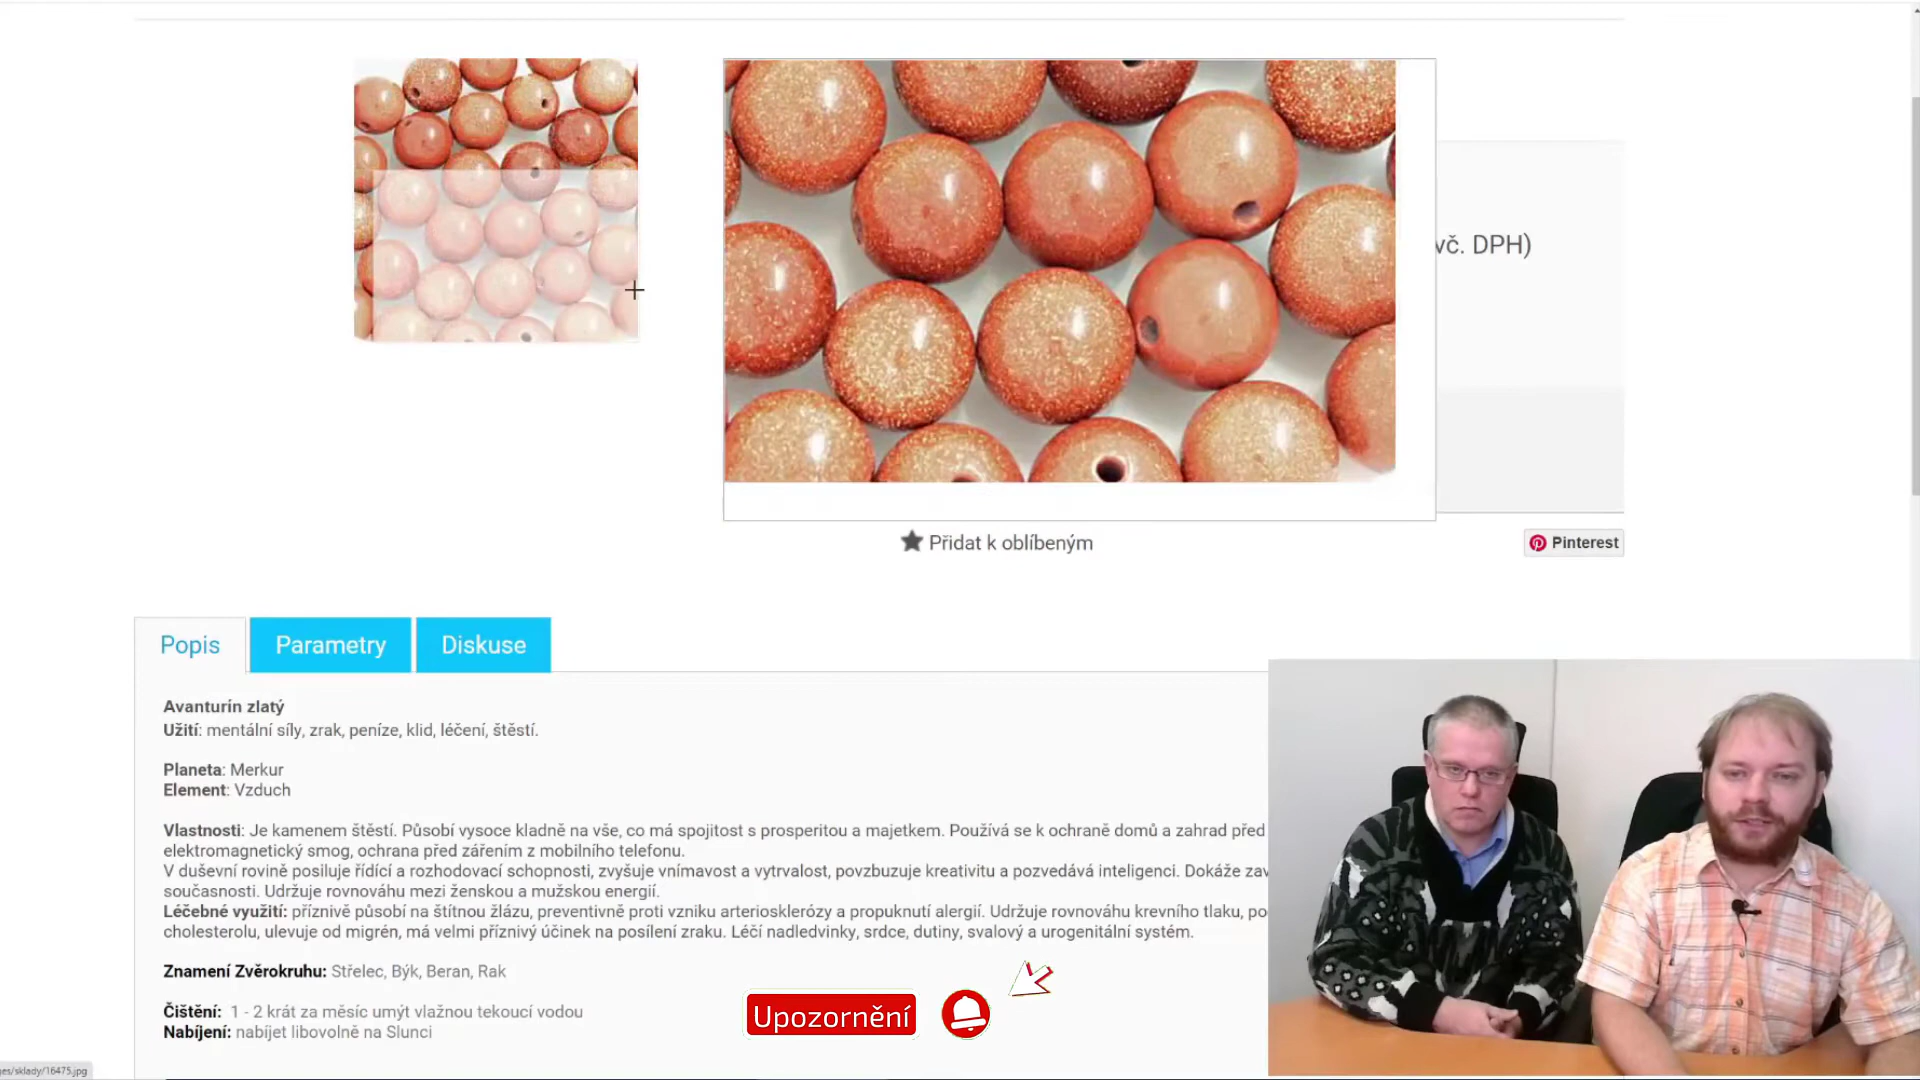 vč. DPH)
Přidat k oblíbeným
Pinterest
Popis
Parametry
Diskuse
Avanturín zlatý
Užití: mentální síly, zrak, peníze, klid, léčení, štěstí.
Planeta: Merkur
Element: Vzduch
Vlastnosti: Je kamenem štěstí. Působí vysoce kladně na vše, co má spojitost s prosperitou a majetkem. Používá se k ochraně domů a zahrad před
elektromagnetický smog, ochrana před zářením z mobilního telefonu.
V duševní rovině posiluje řídící a rozhodovací schopnosti, zvyšuje vnímavost a vytrvalost, povzbuzuje kreativitu a pozvedává inteligenci. Dokáže
současnosti. Udržuje rovnováhu mezi ženskou a mužskou energií.
Léčebné využití: příznivě působí na štítnou žlázu, preventivně proti vzniku arteriosklerózy a propuknutí alergií. Udržuje rovnováhu krevního tlaku,
cholesterolu, ulevuje od migrén, má velmi příznivý účinek na posílení zraku. Léčí nadledvinky, srdce, dutiny, svalový a urogenitální systém.
Znamení Zvěrokruhu: Střelec, Býk, Beran, Rak
Čištění: 1 - 2 krát za měsíc umýt vlažnou tekoucí vodou
Nabíjení: nabíjet libovolně na Slunci
Upozornění
es/sklady/16475.jpg